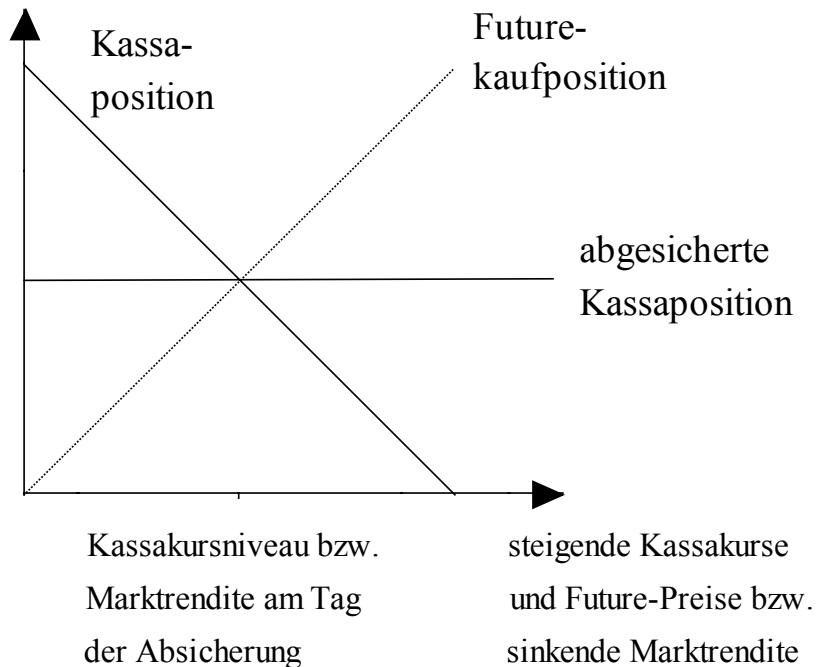 Kassa-
position
Future-
kaufposition
abgesicherte
Kassaposition
Kassakursniveau bzw.
Marktrendite am Tag
der Absicherung
steigende Kassakurse
und Future-Preise bzw.
sinkende Marktrendite